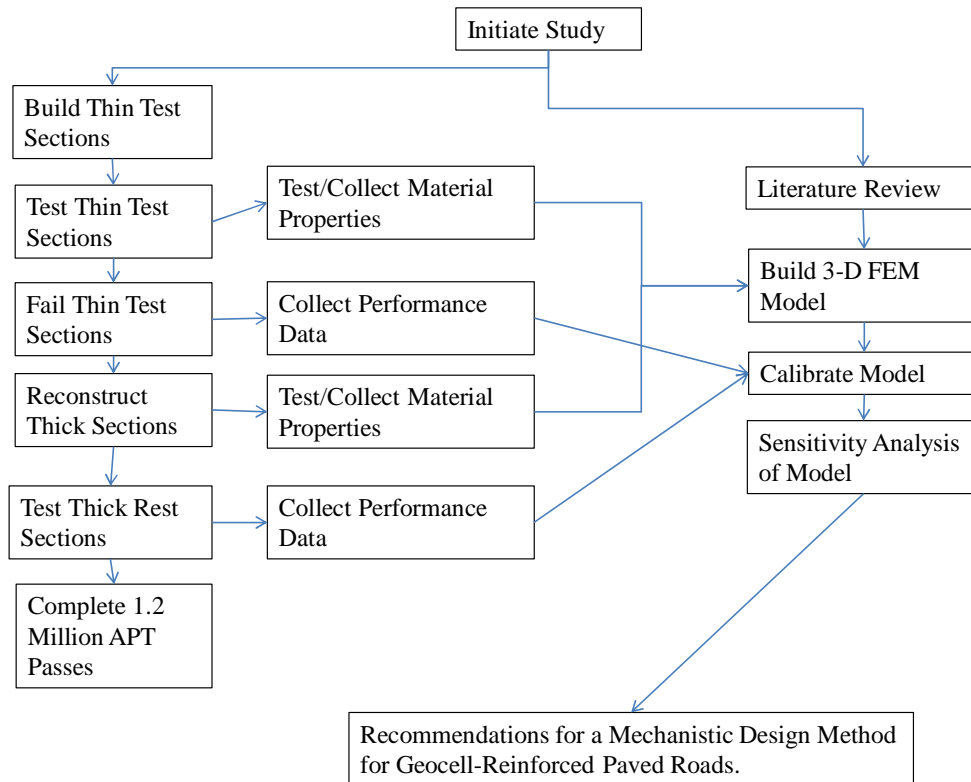 Initiate Study
Build Thin Test
Sections
Test Thin Test
Sections
Fail Thin Test
Sections
Reconstruct
Thick Sections
Test Thick Rest
Sections
Complete 1.2
Million APT
Passes
Test/Collect Material
Properties
Collect Performance
Data
Test/Collect Material
Properties
Collect Performance
Data
Literature Review
Build 3-D FEM
Model
Calibrate Model
Sensitivity Analysis
of Model
Recommendations for a Mechanistic Design Method
for Geocell-Reinforced Paved Roads.